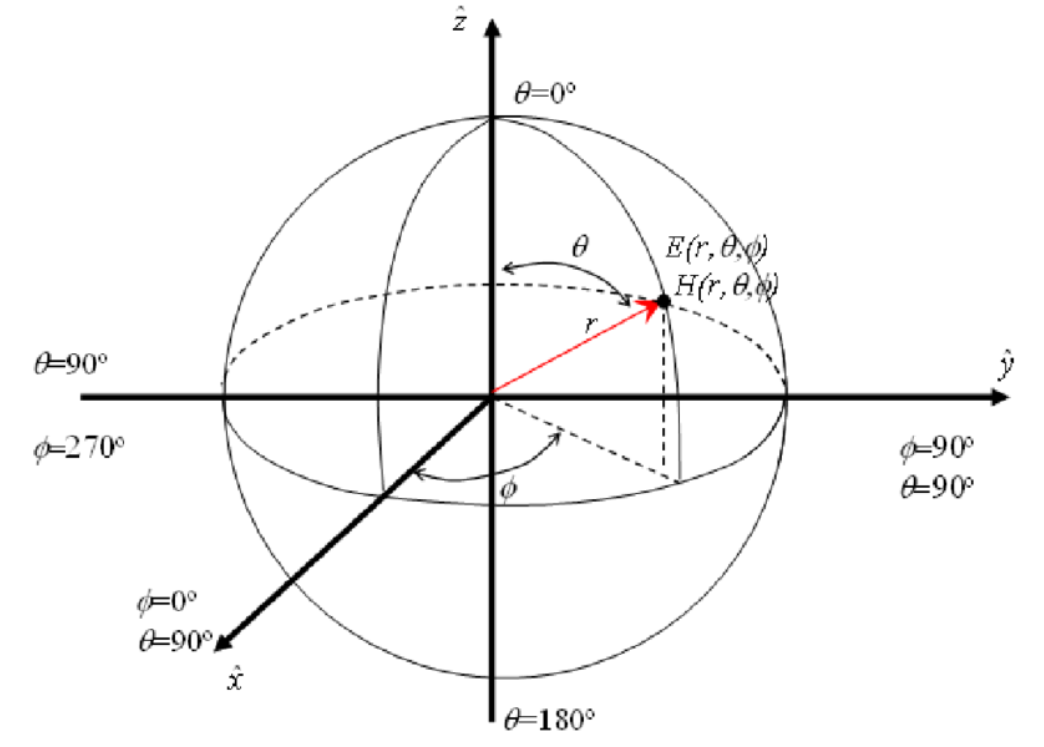 ẑ
θ=0°
θ
E(r, θ,ϕ)
H(r, θ,ϕ)
r
θ=90°
ŷ
ϕ=270°
ϕ=90°
θ=90°
ϕ
ϕ=0°
θ=90°
x̂
θ=180°